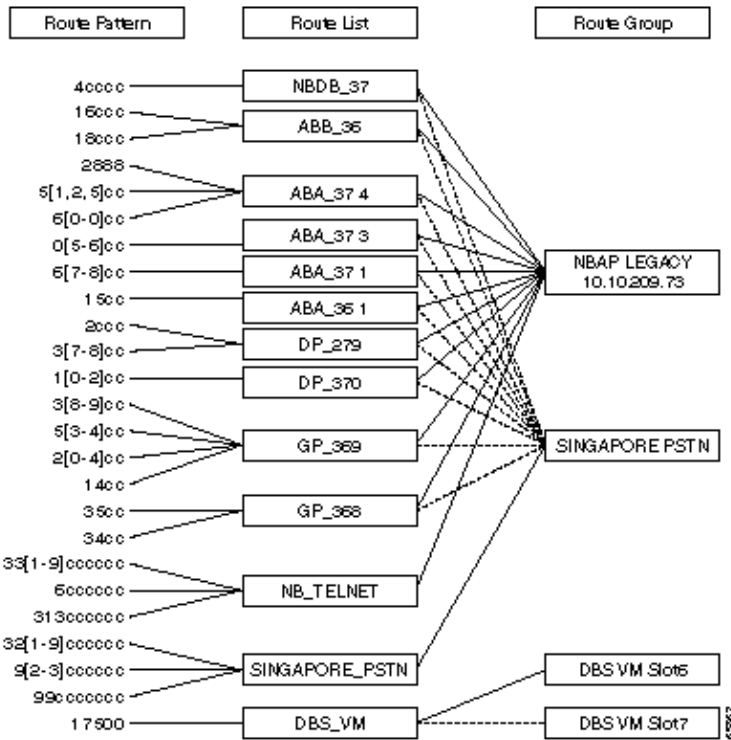 Route Pattern
Route List
Route Group
4cccc
NBDB_37
16ccc
ABB_36
18ccc
2888
5[1,2,5]cc
ABA_37 4
6[0-0]cc
0[5-6]cc
ABA_37 3
6[7-8]cc
ABA_37 1
NBAP LEGACY
10.10.209.73
15cc
ABA_36 1
2ccc
DP_279
3[7-8]cc
1[0-2]cc
DP_370
3[8-9]cc
5[3-4]cc
GP_369
SINGAPORE PSTN
2[0-4]cc
14cc
35cc
GP_368
34cc
33[1-9]cccccc
6cccccc
NB_TELNET
313cccccc
32[1-9]cccccc
9[2-3]cccccc
SINGAPORE_PSTN
DBS VM Slot6
99ccccccc
17500
DBS_VM
DBS VM Slot7